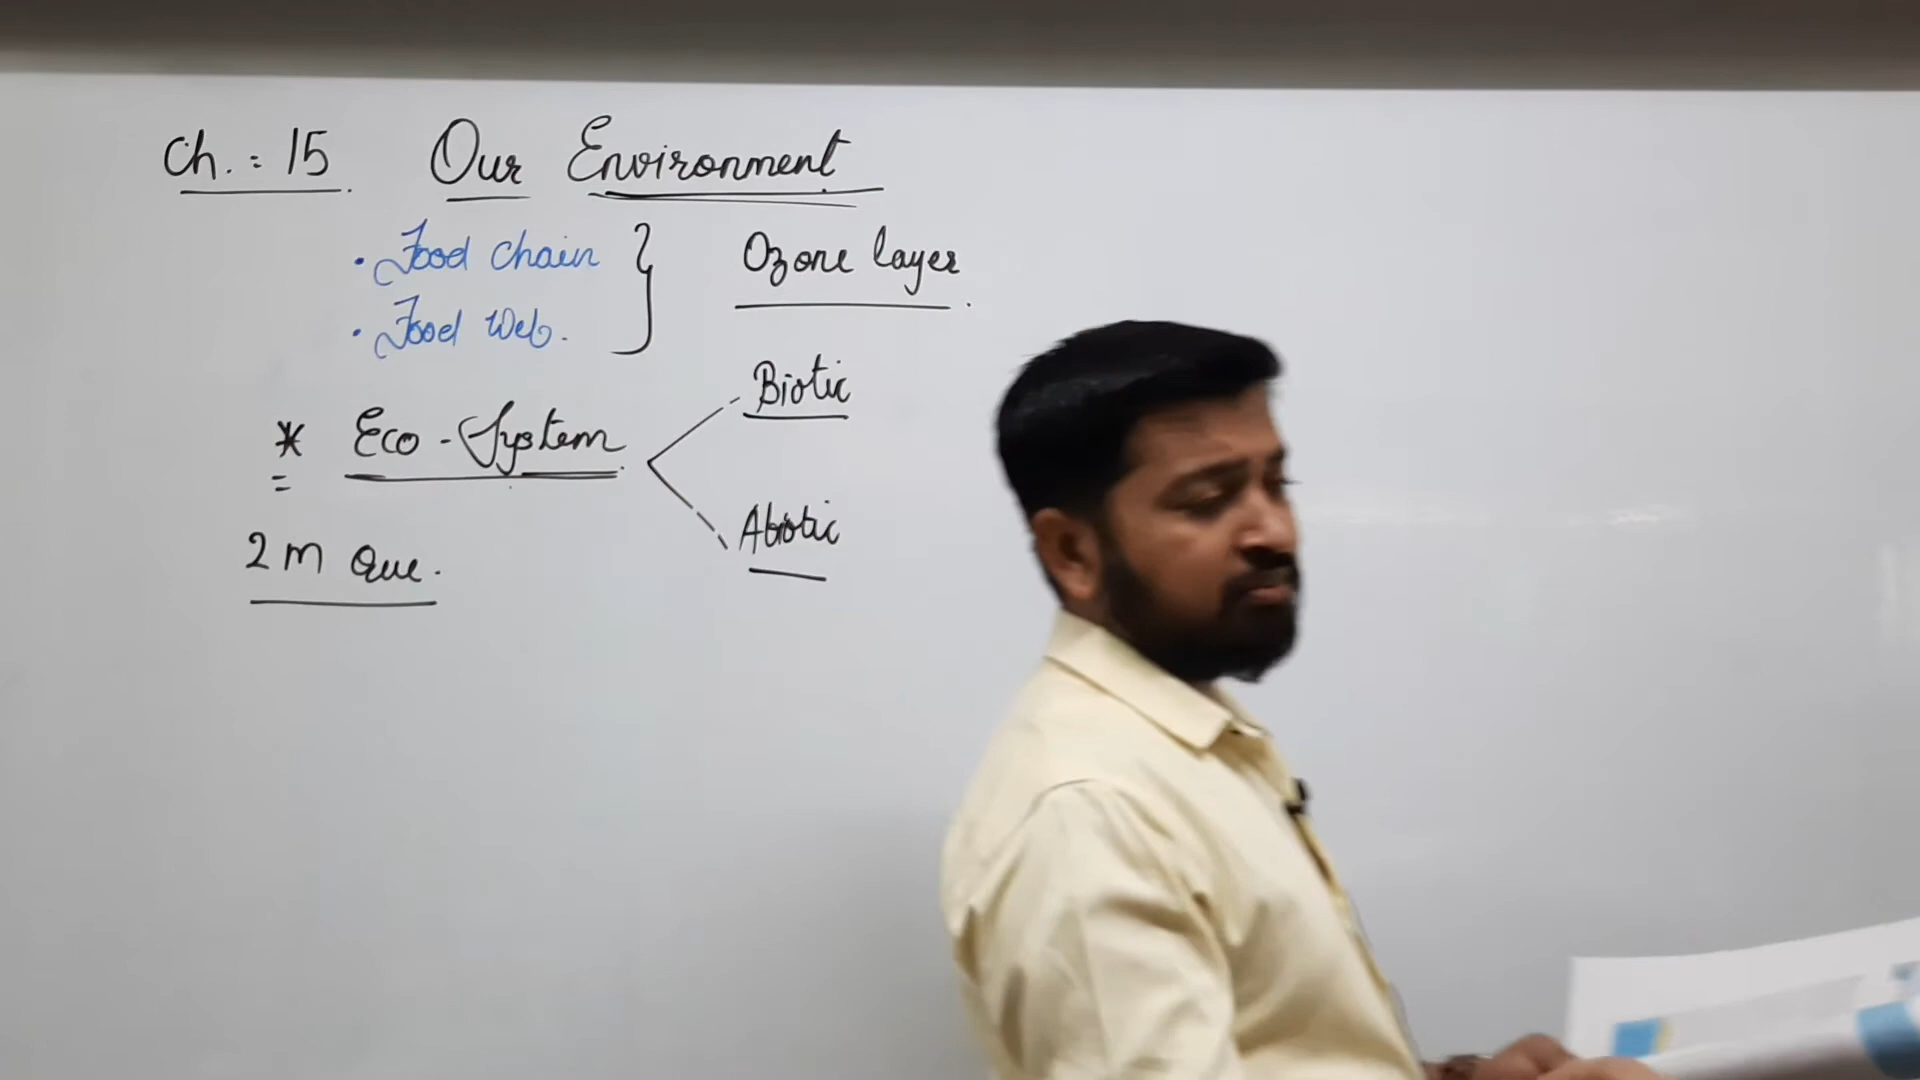 Ch. : 15 Our Environment
• Food chain
• Food Web.
Ozone layer
* Eco-System
Biotic
Abiotic
2 M Que.